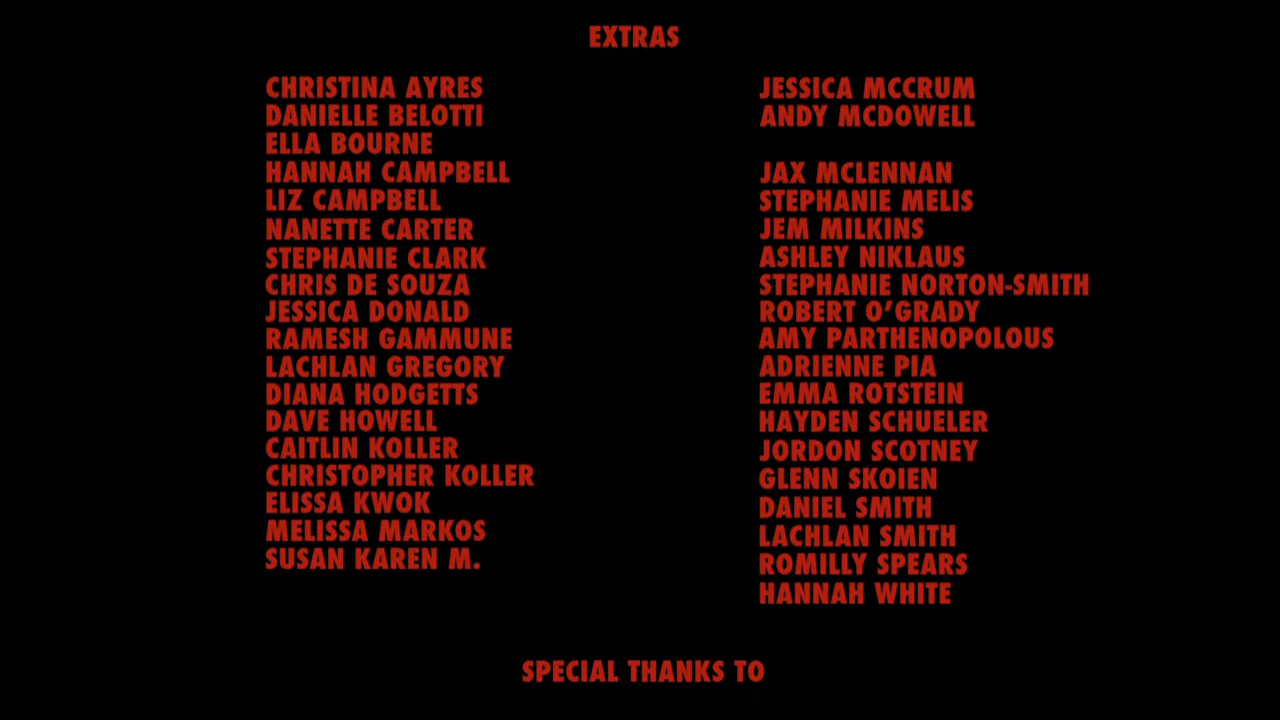 EXTRAS
CHRISTINA AYRES
DANIELLE BELOTTI
ELLA BOURNE
HANNAH CAMPBELL
LIZ CAMPBELL
NANETTE CARTER
STEPHANIE CLARK
CHRIS DE SOUZA
JESSICA DONALD
RAMESH GAMMUNE
LACHLAN GREGORY
DIANA HODGETTS
DAVE HOWELL
CAITLIN KOLLER
CHRISTOPHER KOLLER
ELISSA KWOK
MELISSA MARKOS
SUSAN KAREN M.
JESSICA MCCRUM
ANDY MCDOWELL
JAX MCLENNAN
STEPHANIE MELIS
JEM MILKINS
ASHLEY NIKLAUS
STEPHANIE NORTON-SMITH
ROBERT O'GRADY
AMY PARTHENOPOLOUS
ADRIENNE PIA
EMMA ROTSTEIN
HAYDEN SCHUELER
JORDON SCOTNEY
GLENN SKOIEN
DANIEL SMITH
LACHLAN SMITH
ROMILLY SPEARS
HANNAH WHITE
SPECIAL THANKS TO